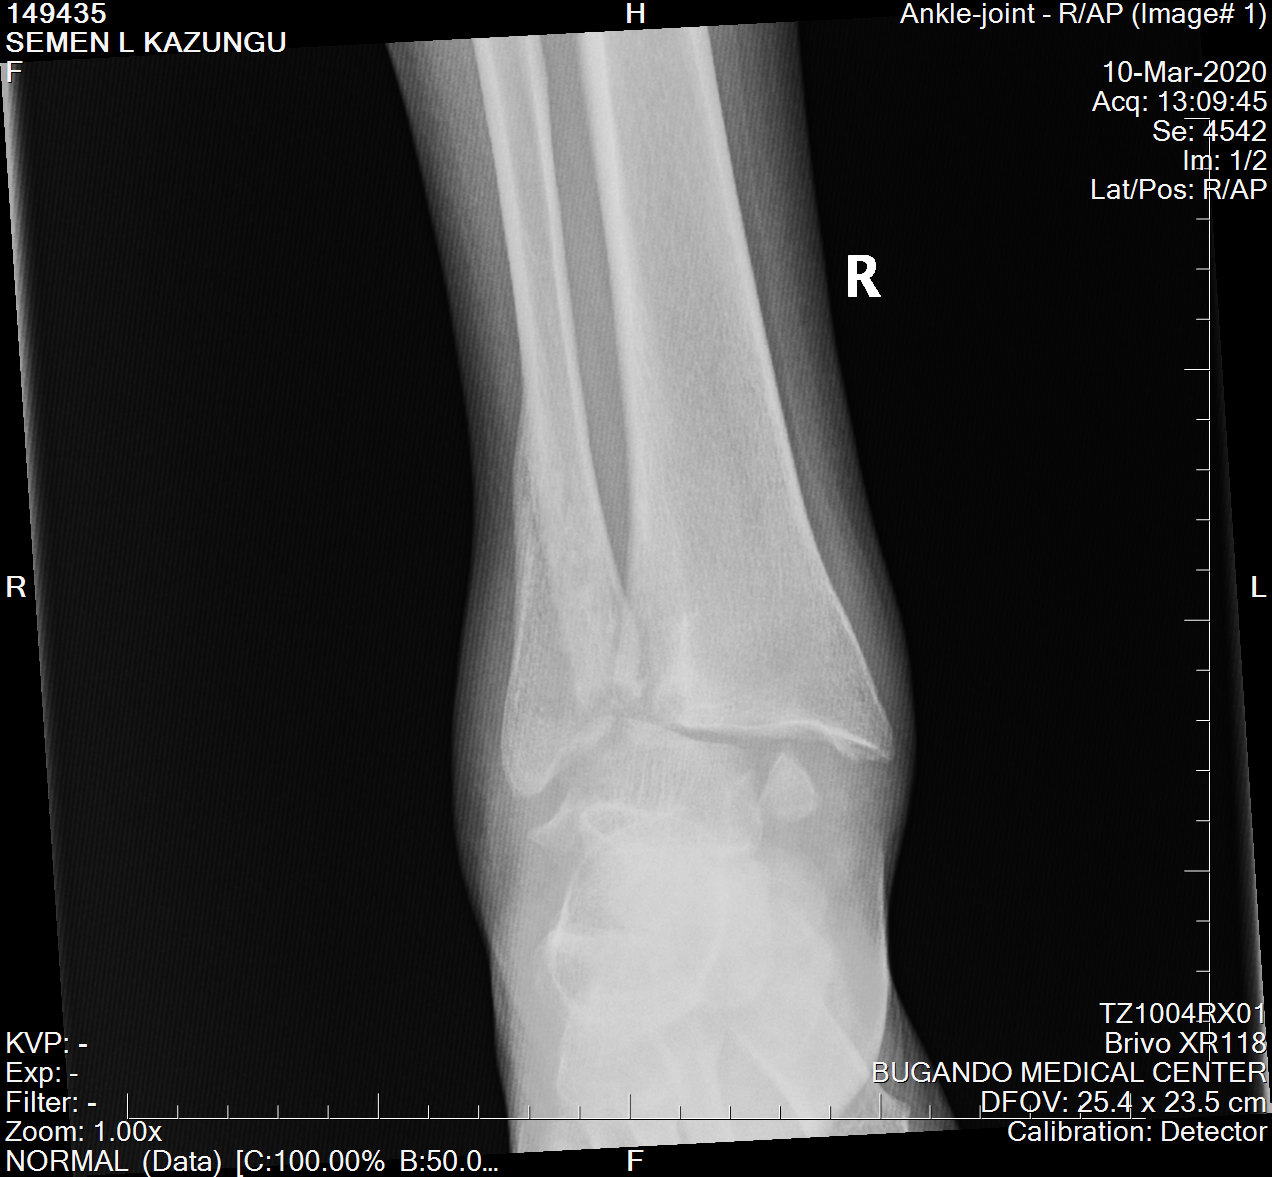 149435
SEMEN L KAZUNGU
F
H
Ankle-joint - R/AP (Image# 1)
10-Mar-2020
Acq: 13:09:45
Se: 4542
Im: 1/2
Lat/Pos: R/AP
R
R
L
KVP: -
Exp: -
Filter: -
Zoom: 1.00x
NORMAL (Data) [C:100.00% B:50.0...
F
TZ1004RX01
Brivo XR118
BUGANDO MEDICAL CENTER
DFOV: 25.4 x 23.5 cm
Calibration: Detector